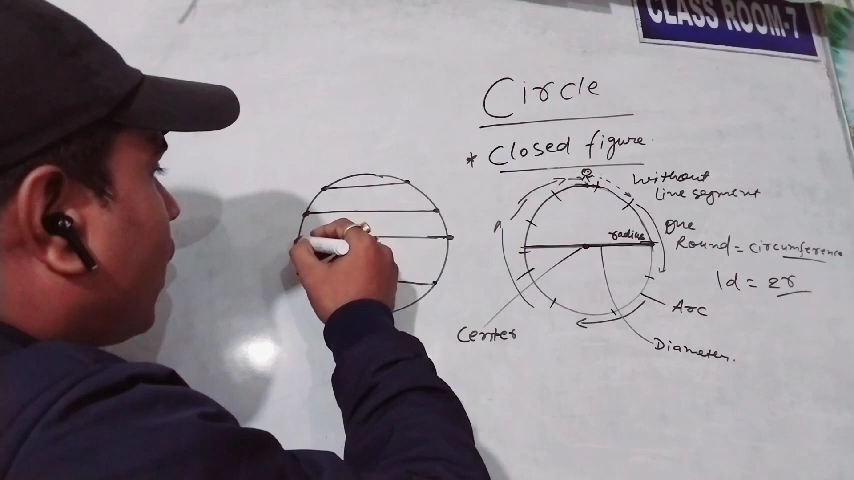 CLASS ROOM-7
Circle
* Closed figure.
without
line segment
One
Round = circumference
radius
1d = 2r
Arc
Center
Diameter.